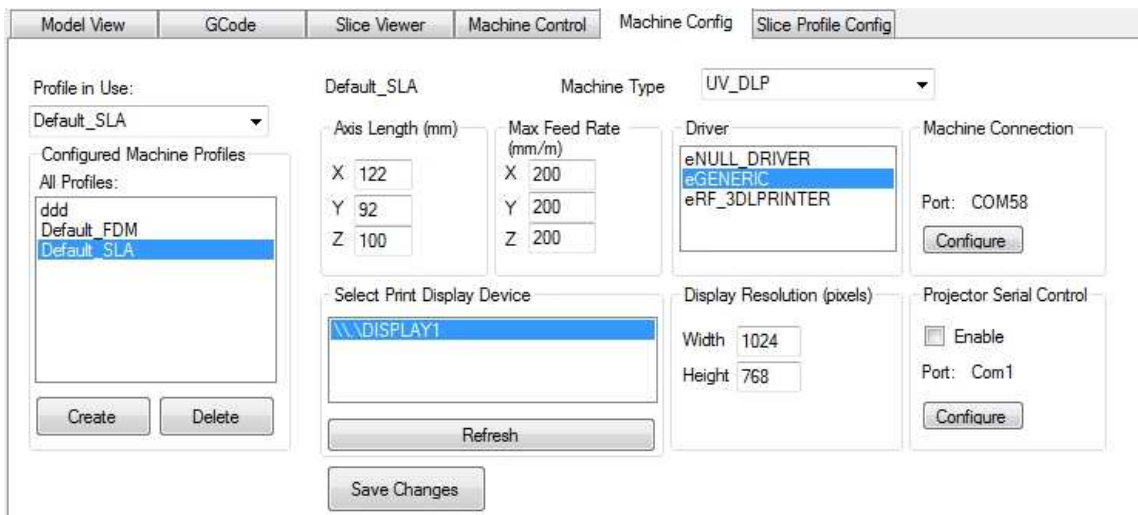 Model View GCode Slice Viewer Machine Control Machine Config Slice Profile Config
Profile in Use:
Default_SLA
Configured Machine Profiles
All Profiles:
ddd
Default_FDM
Default_SLA
Create Delete
Default_SLA Machine Type UV_DLP
Axis Length (mm)
X 122
Y 92
Z 100
Max Feed Rate
(mm/m)
X 200
Y 200
Z 200
Driver
eNULL_DRIVER
eGENERIC
eRF_3DLPRINTER
Machine Connection
Port: COM58
Configure
Select Print Display Device
\\.\DISPLAY1
Refresh
Display Resolution (pixels)
Width 1024
Height 768
Projector Serial Control
Enable
Port: Com1
Configure
Save Changes